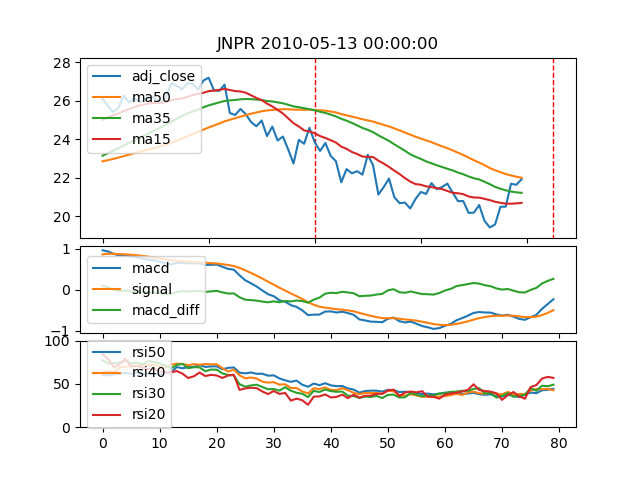 JNPR 2010-05-13 00:00:00
28
26
24
22
20
adj_close
ma50
ma35
ma15
1
0
−1
macd
signal
macd_diff
100
50
0
rsi50
rsi40
rsi30
rsi20
0 10 20 30 40 50 60 70 80